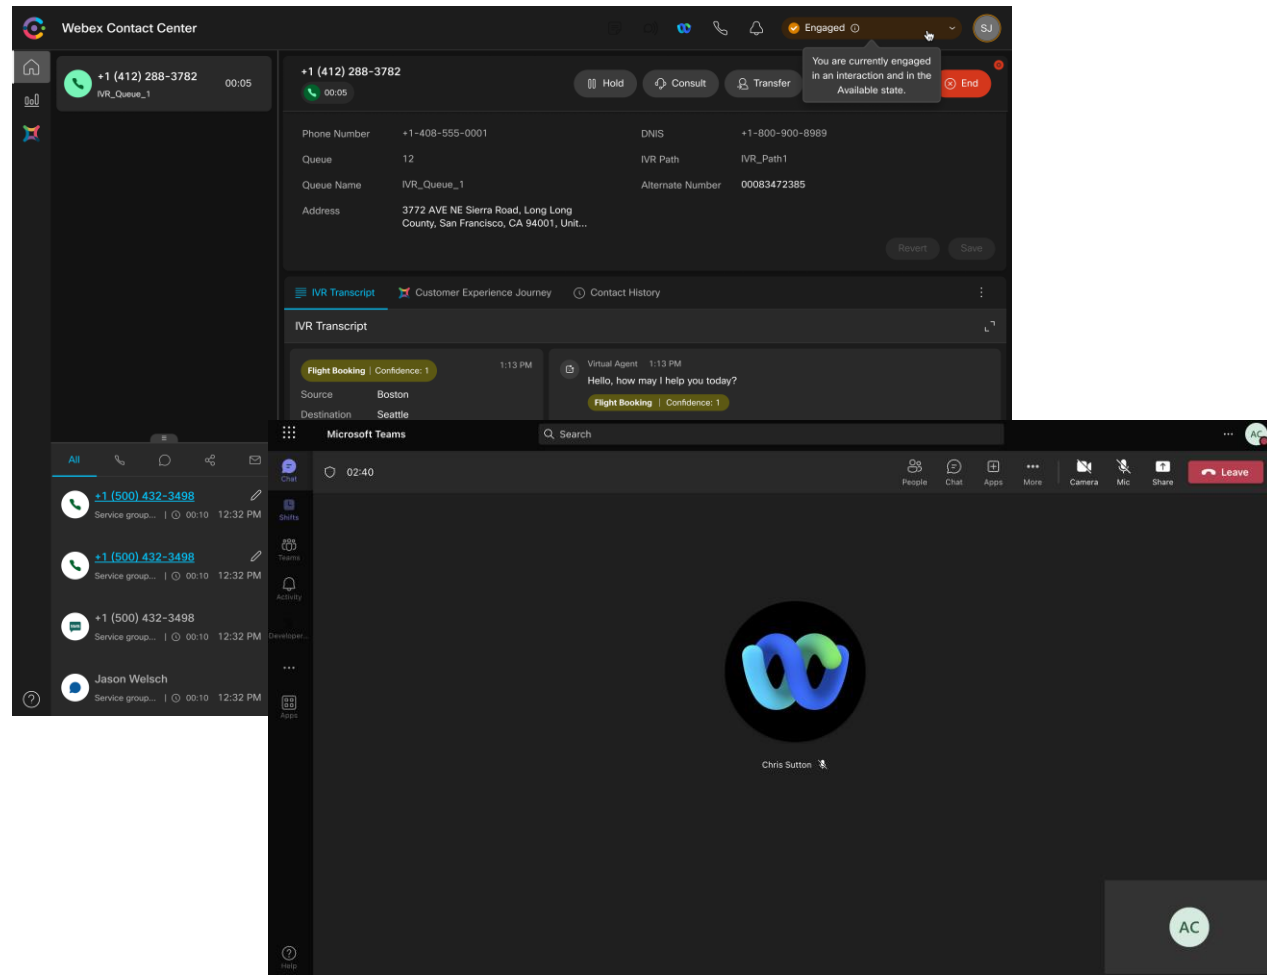 Webex Contact Center
Engaged
SJ
You are currently engaged
in an interaction and in the
Available state.
+1 (412) 288-3782
IVR_Queue_1
00:05
+1 (412) 288-3782
00:05
Hold
Consult
Transfer
End
Phone Number +1-408-555-0001
DNIS +1-800-900-8989
Queue 12
IVR Path IVR_Path1
Queue Name IVR_Queue_1
Alternate Number 00083472385
Address 3772 AVE NE Sierra Road, Long Long
County, San Francisco, CA 94001, Unit...
Revert
Save
IVR Transcript
Customer Experience Journey
Contact History
IVR Transcript
Flight Booking | Confidence: 1
1:13 PM
Source Boston
Destination Seattle
Virtual Agent 1:13 PM
Hello, how may I help you today?
Flight Booking | Confidence: 1
All
+1 (500) 432-3498
Service group... | 00:10 12:32 PM
+1 (500) 432-3498
Service group... | 00:10 12:32 PM
+1 (500) 432-3498
Service group... | 00:10 12:32 PM
Jason Welsch
Service group... | 00:10 12:32 PM
Microsoft Teams
Search
AC
Chat
Shifts
Teams
Activity
Developer...
Apps
Help
02:40
People
Chat
Apps
More
Camera
Mic
Share
Leave
Chris Sutton
AC